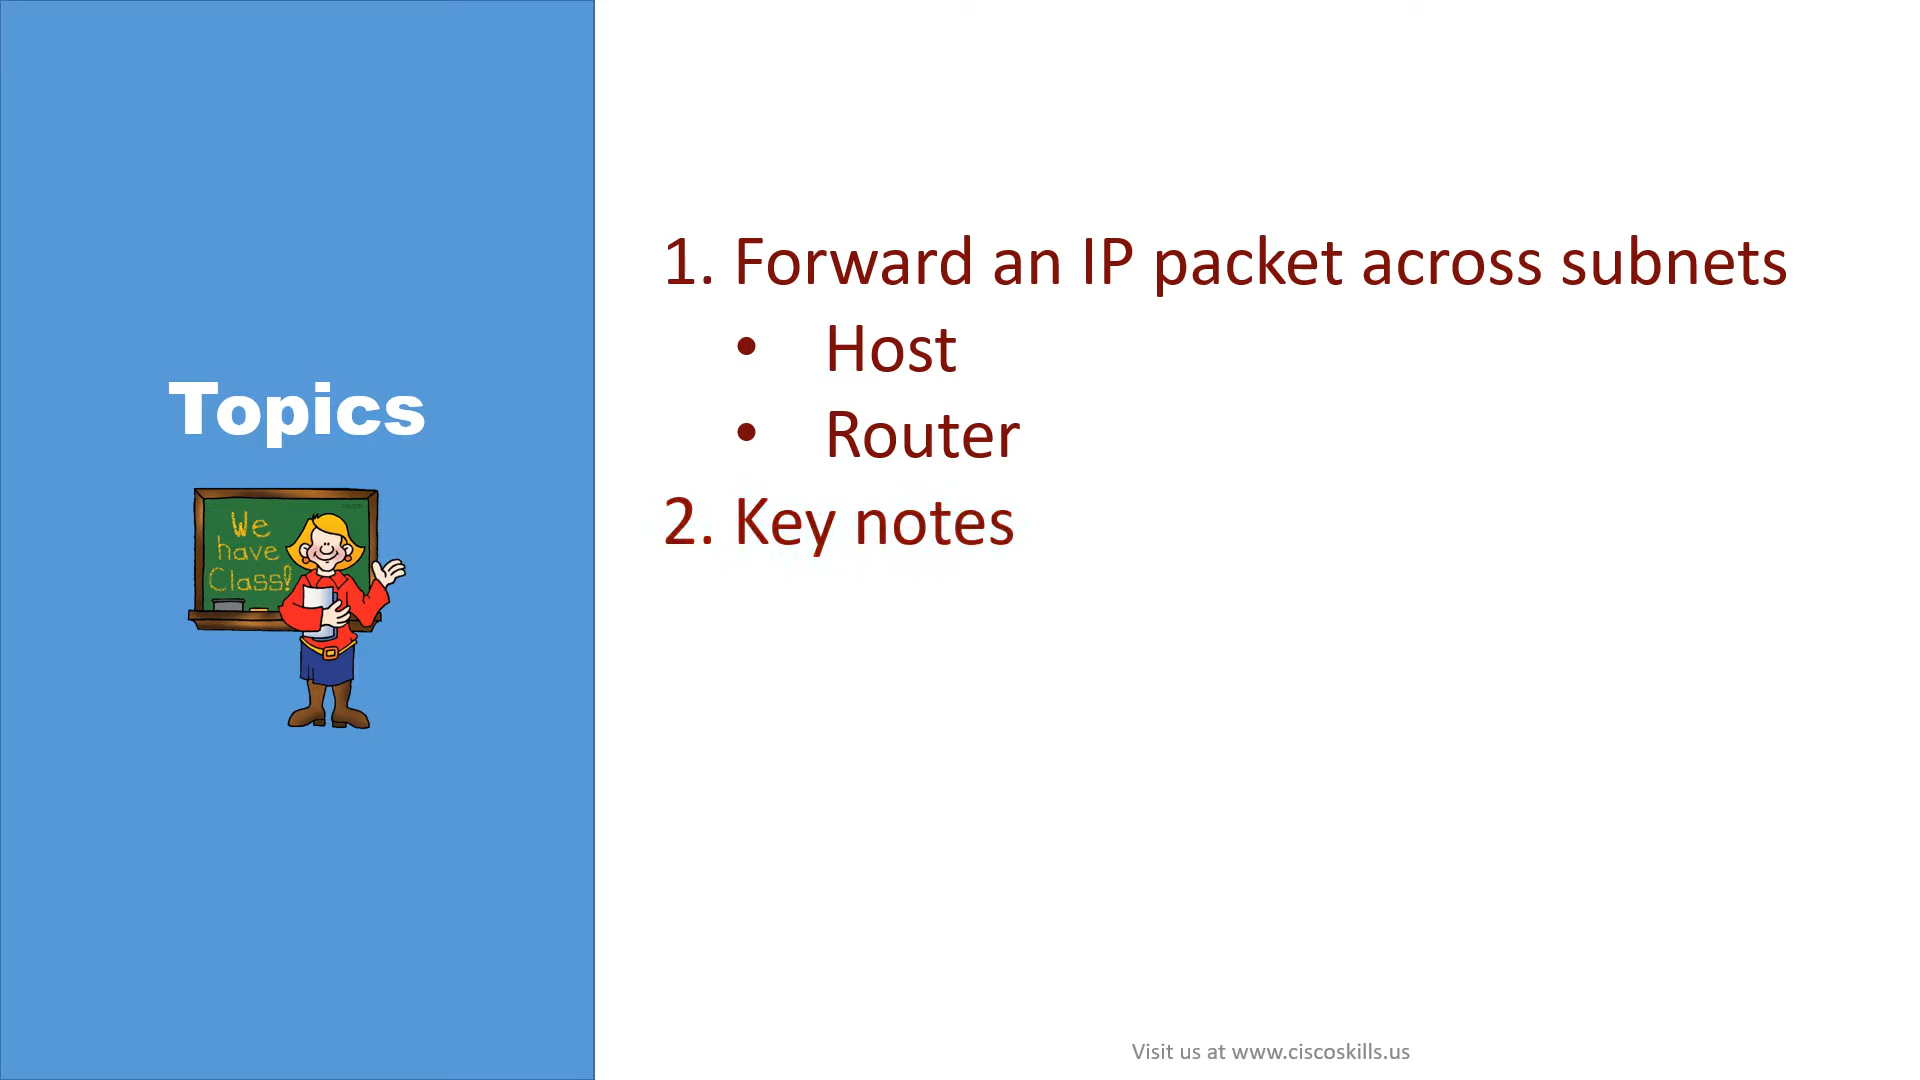 Topics
We
have
Class!
1. Forward an IP packet across subnets
• Host
• Router
2. Key notes
Visit us at www.ciscoskills.us